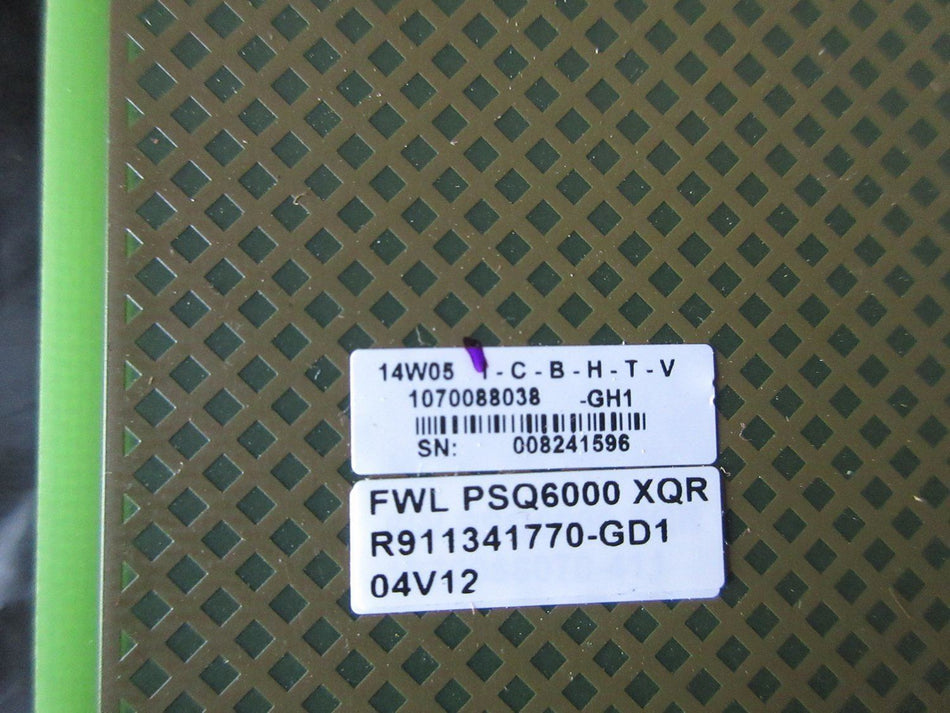 14W05 I - C - B - H - T - V
1070088038 -GH1
SN: 008241596
FWL PSQ6000 XQR
R911341770-GD1
04V12